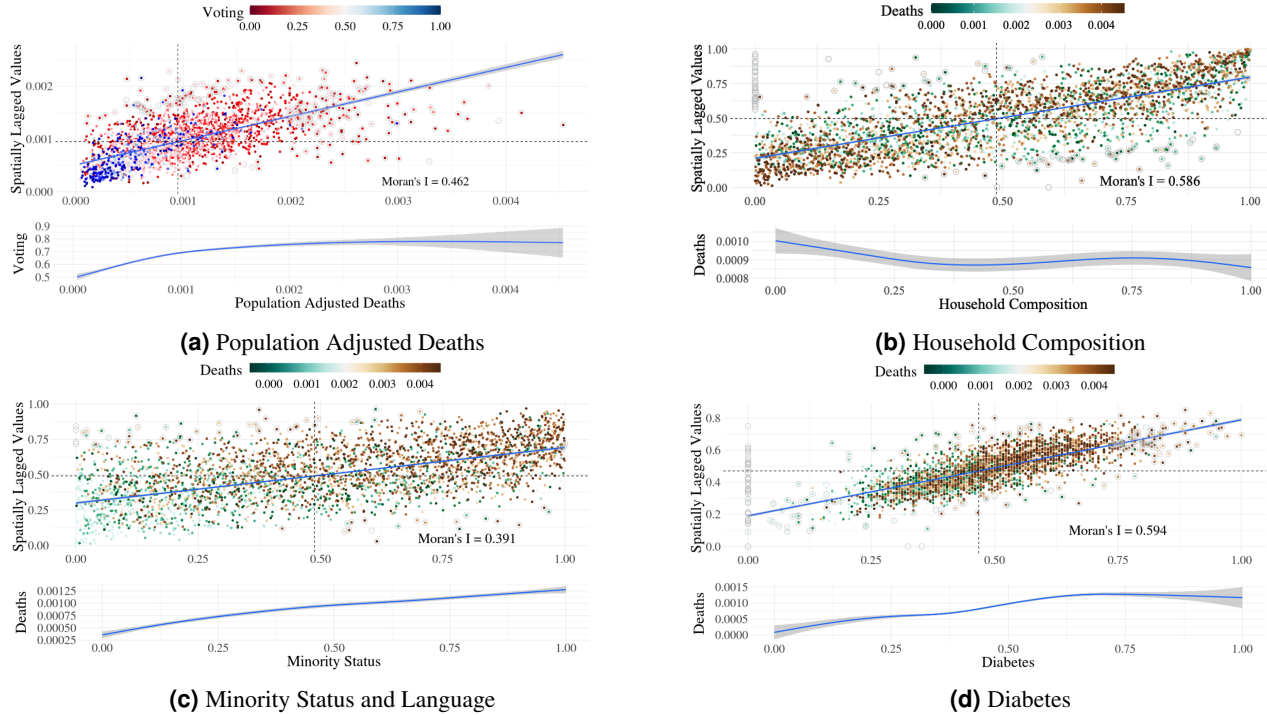 Voting
0.00 0.25 0.50 0.75 1.00
Spatially Lagged Values
0.002
0.001
0.000
Moran's I = 0.462
0.000 0.001 0.002 0.003 0.004
Voting
0.9
0.8
0.7
0.6
0.5
0.000 0.001 0.002 0.003 0.004
Population Adjusted Deaths
(a) Population Adjusted Deaths
Deaths
0.000 0.001 0.002 0.003 0.004
Spatially Lagged Values
1.00
0.75
0.50
0.25
0.00
Moran's I = 0.586
0.00 0.25 0.50 0.75 1.00
Deaths
0.0010
0.0009
0.0008
0.00 0.25 0.50 0.75 1.00
Household Composition
(b) Household Composition
Deaths
0.000 0.001 0.002 0.003 0.004
Spatially Lagged Values
1.00
0.75
0.50
0.25
0.00
Moran's I = 0.391
0.00 0.25 0.50 0.75 1.00
Deaths
0.00125
0.00100
0.00075
0.00050
0.00025
0.00 0.25 0.50 0.75 1.00
Minority Status
(c) Minority Status and Language
Deaths
0.000 0.001 0.002 0.003 0.004
Spatially Lagged Values
0.8
0.6
0.4
0.2
0.0
Moran's I = 0.594
0.00 0.25 0.50 0.75 1.00
Deaths
0.0015
0.0010
0.0005
0.0000
0.00 0.25 0.50 0.75 1.00
Diabetes
(d) Diabetes